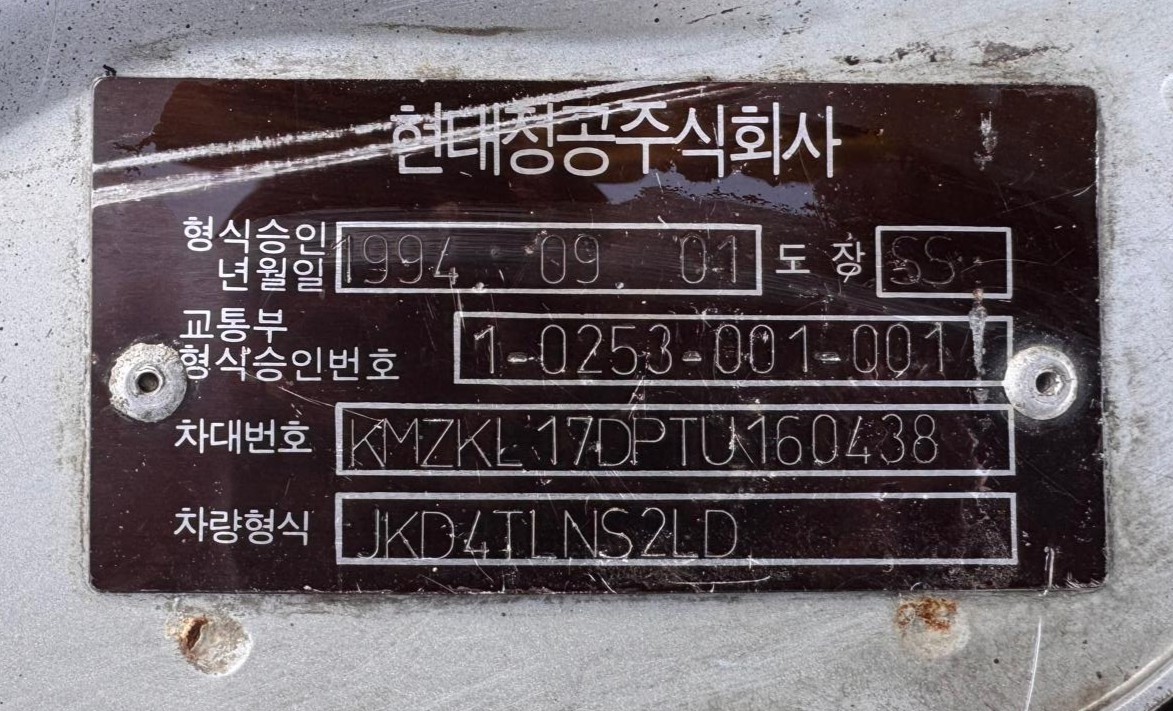 현대정공주식회사
형식승인
년월일 1994. 09. 01 도장 SS
교통부
형식승인번호 1-0253-001-001
차대번호 KMZKL17DPTU160438
차량형식 JKD4TLNS2LD